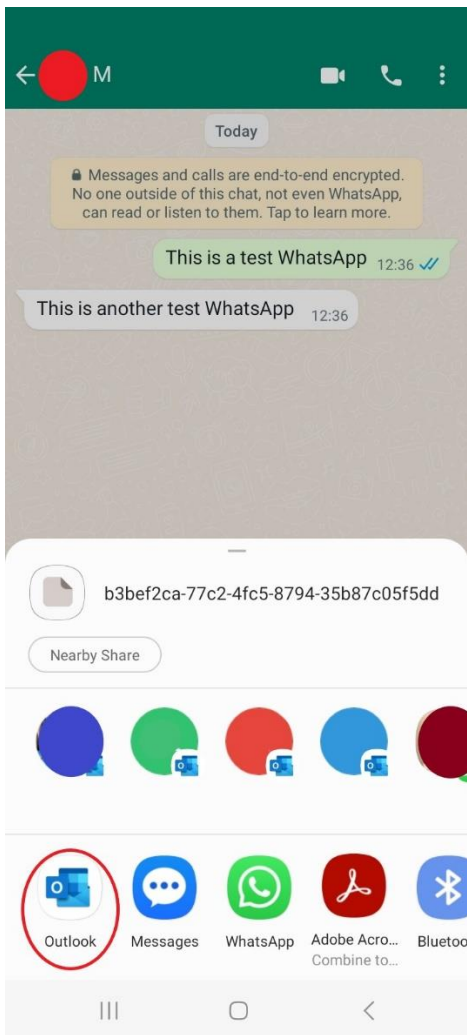 M
Today
Messages and calls are end-to-end encrypted.
No one outside of this chat, not even WhatsApp,
can read or listen to them. Tap to learn more.
This is a test WhatsApp 12:36
This is another test WhatsApp 12:36
b3bef2ca-77c2-4fc5-8794-35b87c05f5dd
Nearby Share
Outlook Messages WhatsApp Adobe Acro... Bluetoo
Combine to...